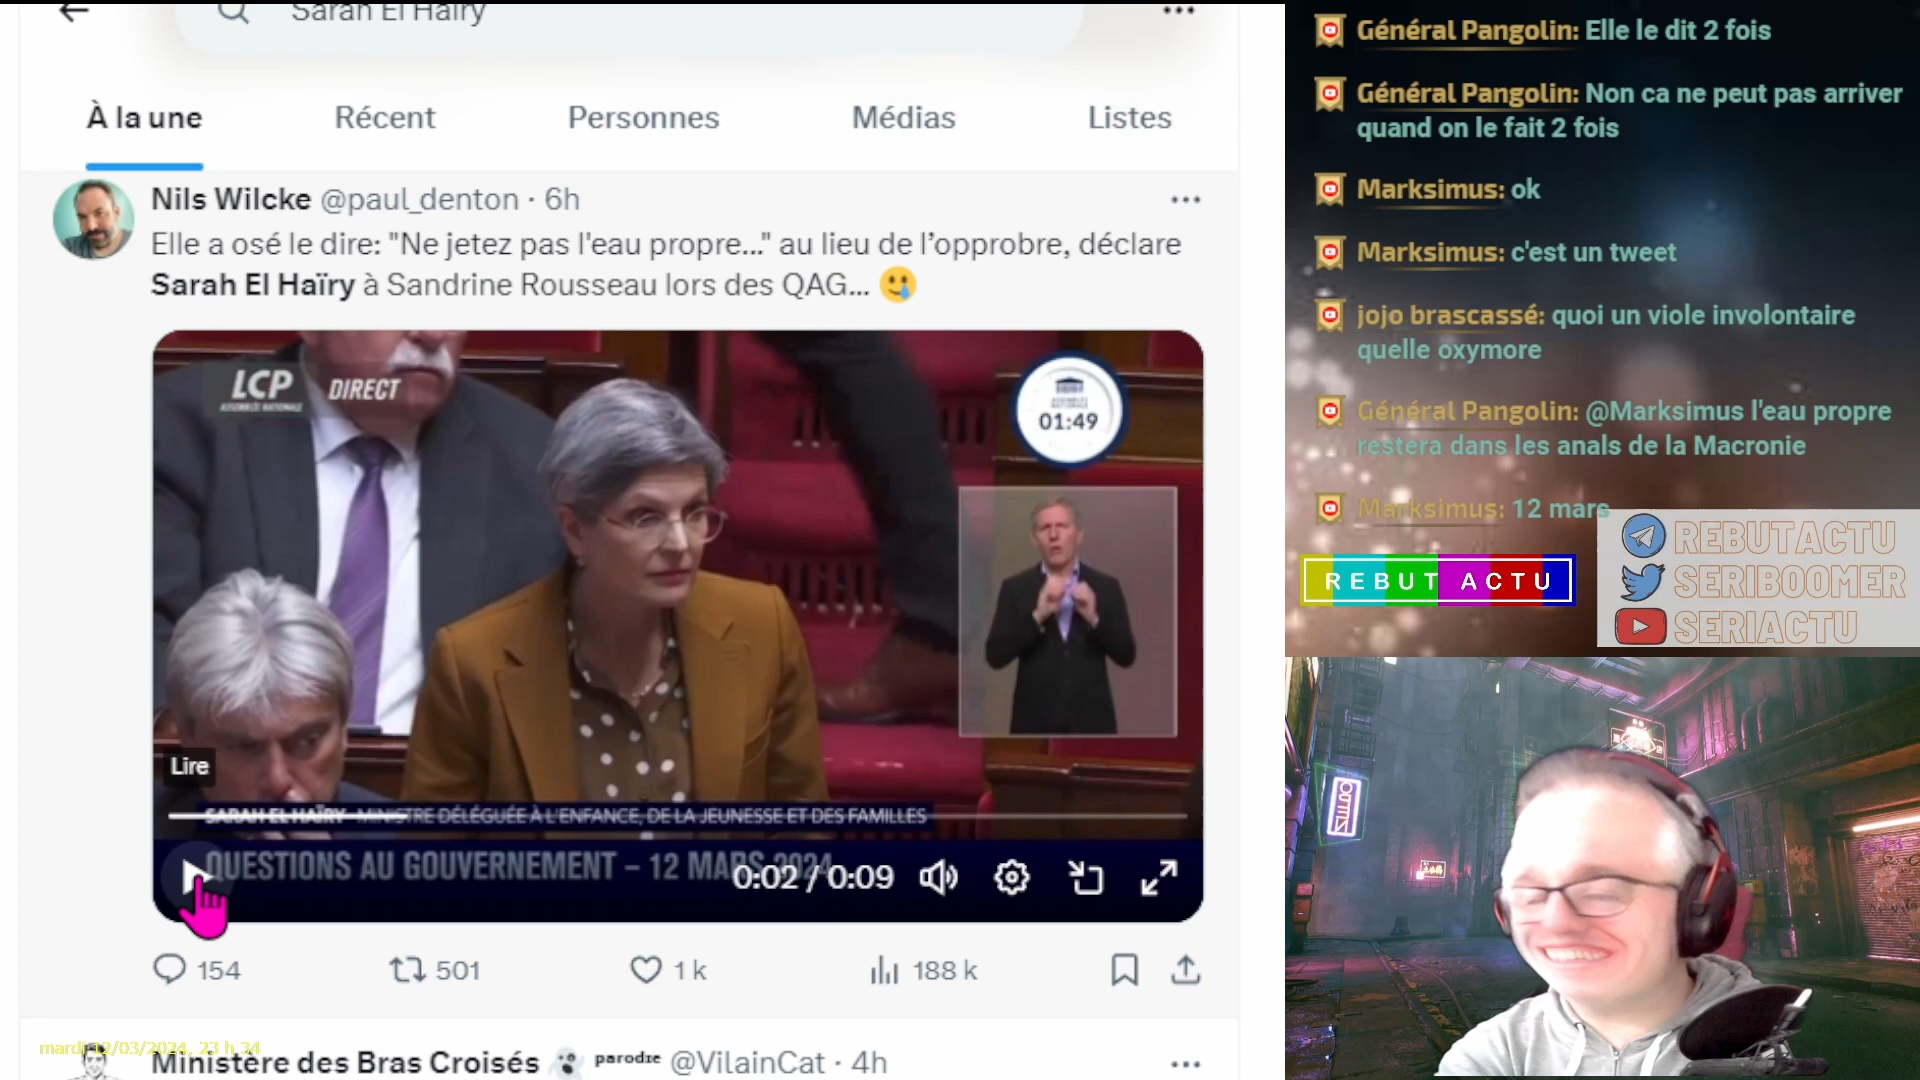 Sarah El Haïry
À la une
Récent
Personnes
Médias
Listes
Nils Wilcke @paul_denton · 6h
Elle a osé le dire: "Ne jetez pas l'eau propre..." au lieu de l’opprobre, déclare
Sarah El Haïry à Sandrine Rousseau lors des QAG...
LCP
ASSEMBLÉE NATIONALE
DIRECT
ASSEMBLÉE
NATIONALE
01:49
Lire
SARAH EL HAÏRY - MINISTRE DÉLÉGUÉE À L'ENFANCE, DE LA JEUNESSE ET DES FAMILLES
QUESTIONS AU GOUVERNEMENT – 12 MARS 2024
0:02 / 0:09
154
501
1 k
188 k
mardi 12/03/2024, 23 h 34
Ministère des Bras Croisés parodie @VilainCat · 4h
Général Pangolin: Elle le dit 2 fois
Général Pangolin: Non ca ne peut pas arriver
quand on le fait 2 fois
Marksimus: ok
Marksimus: c'est un tweet
jojo brascassé: quoi un viole involontaire
quelle oxymore
Général Pangolin: @Marksimus l'eau propre
restera dans les anals de la Macronie
Marksimus: 12 mars
REBUT ACTU
REBUTACTU
SERIBOOMER
SERIACTU